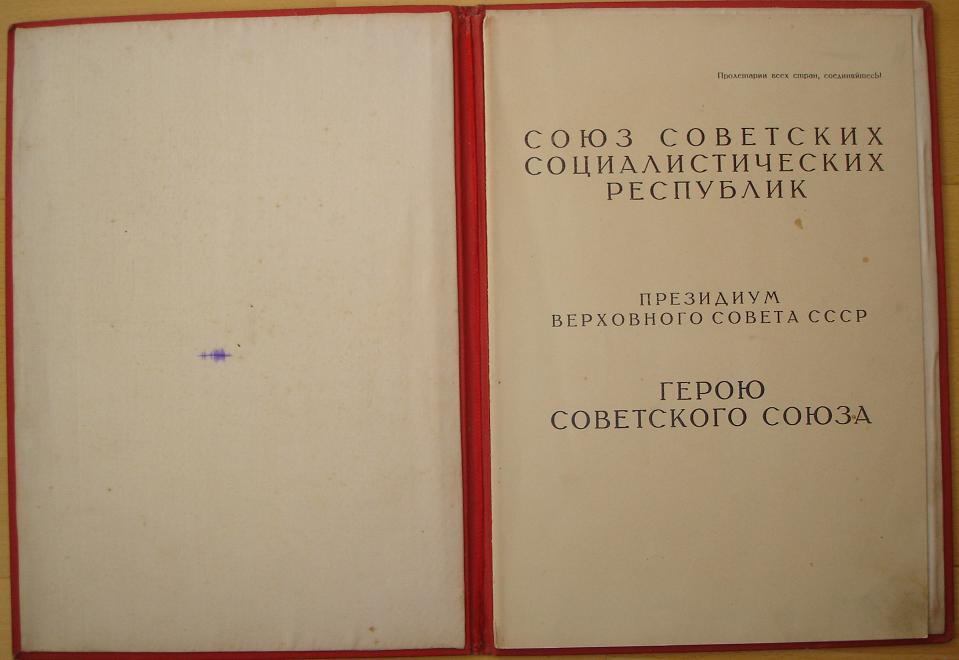 Пролетарии всех стран, соединяйтесь!
СОЮЗ СОВЕТСКИХ
СОЦИАЛИСТИЧЕСКИХ
РЕСПУБЛИК
ПРЕЗИДИУМ
ВЕРХОВНОГО СОВЕТА СССР
ГЕРОЮ
СОВЕТСКОГО СОЮЗА